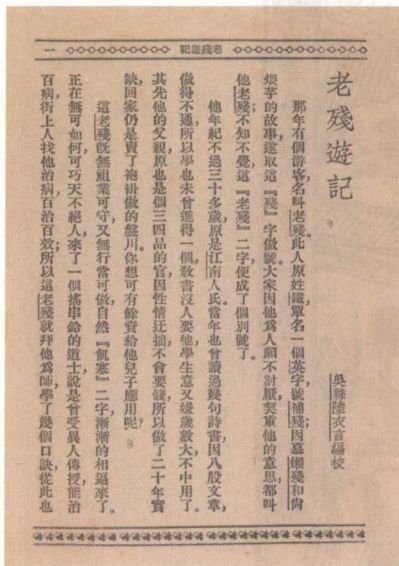 老殘遊記
吳縣陸衣言編校
那年有個游客名叫老殘。此人原姓鐵單名一個英字號補殘;因慕嬾殘和尚
煨芋的故事遂取這『殘』字做號。大家因他爲人頗不討厭契重他的意思都叫
他老殘;不知不覺這『老殘』二字便成了個別號了。
他年紀不過三十多歲,原是江南人氏。當年也曾讀過幾句詩書因八股文章,
做得不通所以學也未曾進得一個敎書沒人要他學生意又嫌歲數大不中用了。
其先他的父親原也是個三四品的官因性情迂拙不會要錢所以做了二十年實
缺回家仍是賣了袍褂做的盤川你想可有餘資給他兒子應用呢?
這老殘旣無祖業可守又無行當可做自然『飢寒』二字漸漸的相逼來了。
正在無可如何可巧天不絕人來了一個搖串鈴的道士說是曾受異人傳授能治
百病街上人找他治病百治百效;所以這老殘就拜他爲師學了幾個口訣從此也
老殘遊記
一